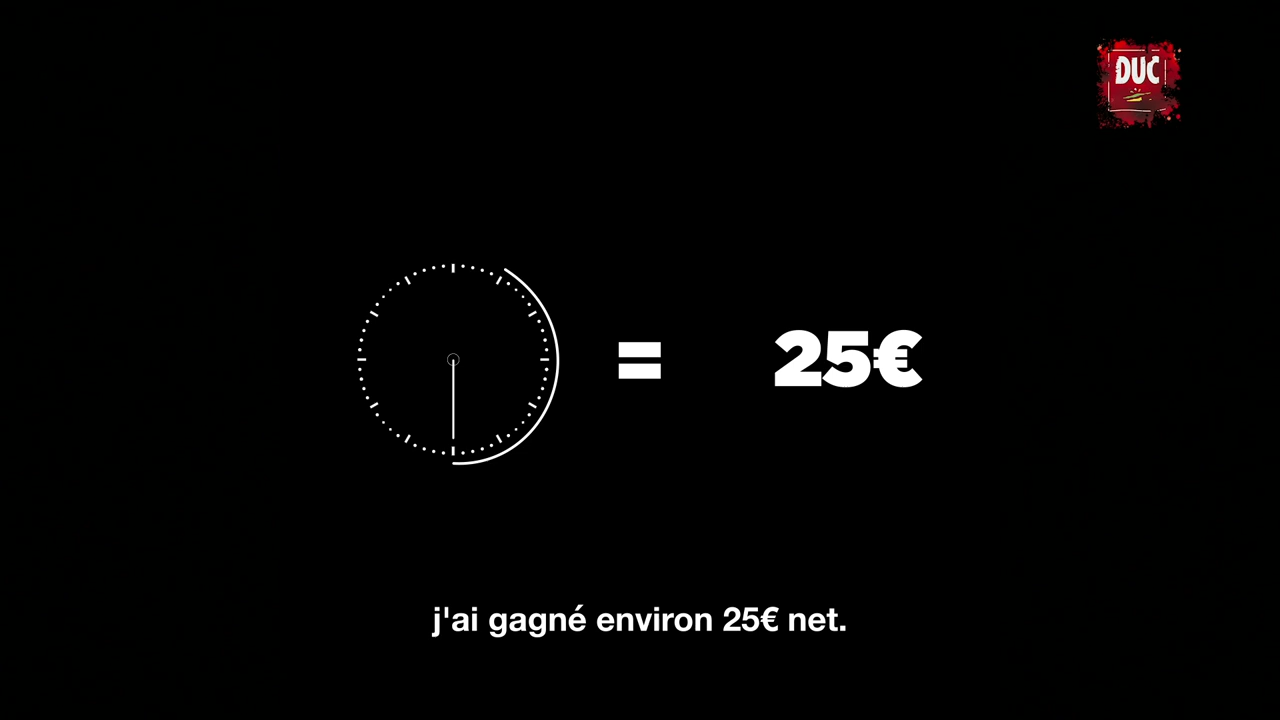 DUC
= 25€
j'ai gagné environ 25€ net.